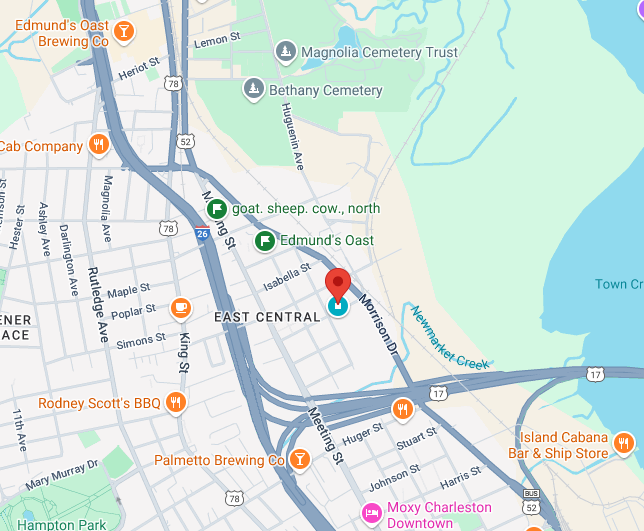 Edmund's Oast
Brewing Co
Lemon St
Magnolia Cemetery Trust
Heriot St
78
Bethany Cemetery
Huguenin Ave
52
Cab Company
Magnolia Ave
Hester St
Ashley Ave
Darlington Ave
Meeting St
goat. sheep. cow., north
78
26
Edmund's Oast
Rutledge Ave
Isabella St
Town Cr
Maple St
Poplar St
EAST CENTRAL
Morrison Dr
Newmarket Creek
ENER
ACE
Simons St
King St
17
17
Rodney Scott's BBQ
11th Ave
Meeting St
Huger St
Stuart St
Island Cabana
Bar & Ship Store
Palmetto Brewing Co
Mary Murray Dr
Johnson St
Harris St
78
BUS
52
Moxy Charleston
Downtown
Hampton Park